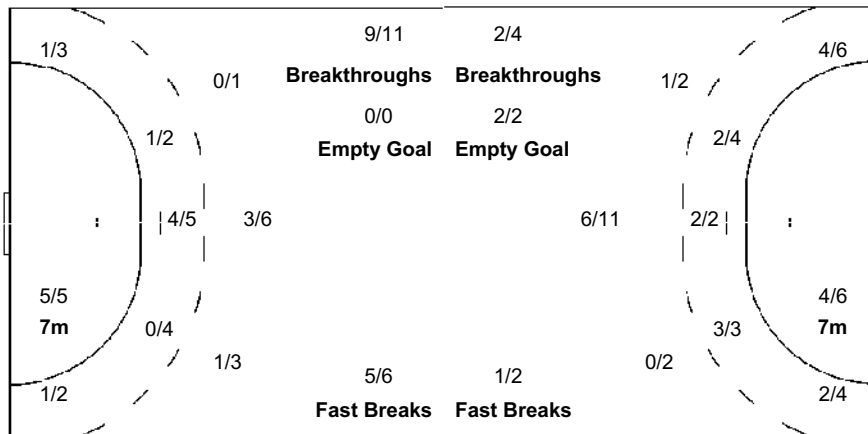 9/11 2/4
1/3 4/6
Breakthroughs Breakthroughs
0/1 1/2
0/0 2/2
1/2 2/4
Empty Goal Empty Goal
4/5 3/6 6/11 2/2
5/5 4/6
7m 0/4 3/3 7m
1/3 0/2
5/6 1/2
1/2 2/4
Fast Breaks Fast Breaks